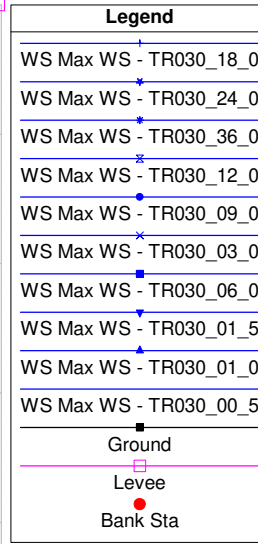 Legend
WS Max WS - TR030_18_0
WS Max WS - TR030_24_0
WS Max WS - TR030_36_0
WS Max WS - TR030_12_0
WS Max WS - TR030_09_0
WS Max WS - TR030_03_0
WS Max WS - TR030_06_0
WS Max WS - TR030_01_5
WS Max WS - TR030_01_0
WS Max WS - TR030_00_5
Ground
Levee
Bank Sta